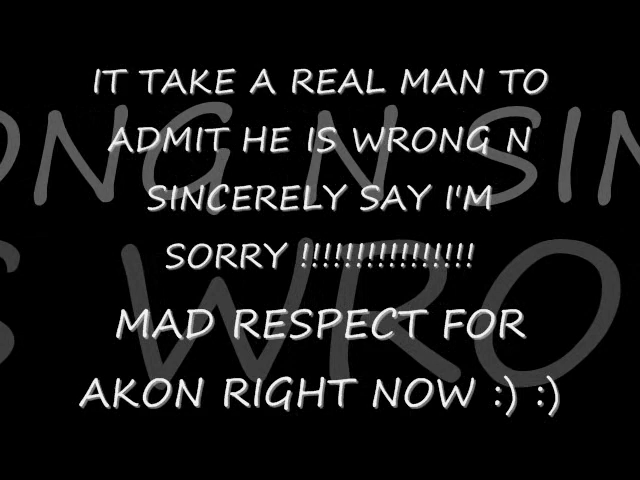 IT TAKE A REAL MAN TO
ADMIT HE IS WRONG N
SINCERELY SAY I'M
SORRY !!!!!!!!!!!!!!!!
MAD RESPECT FOR
AKON RIGHT NOW :) :)